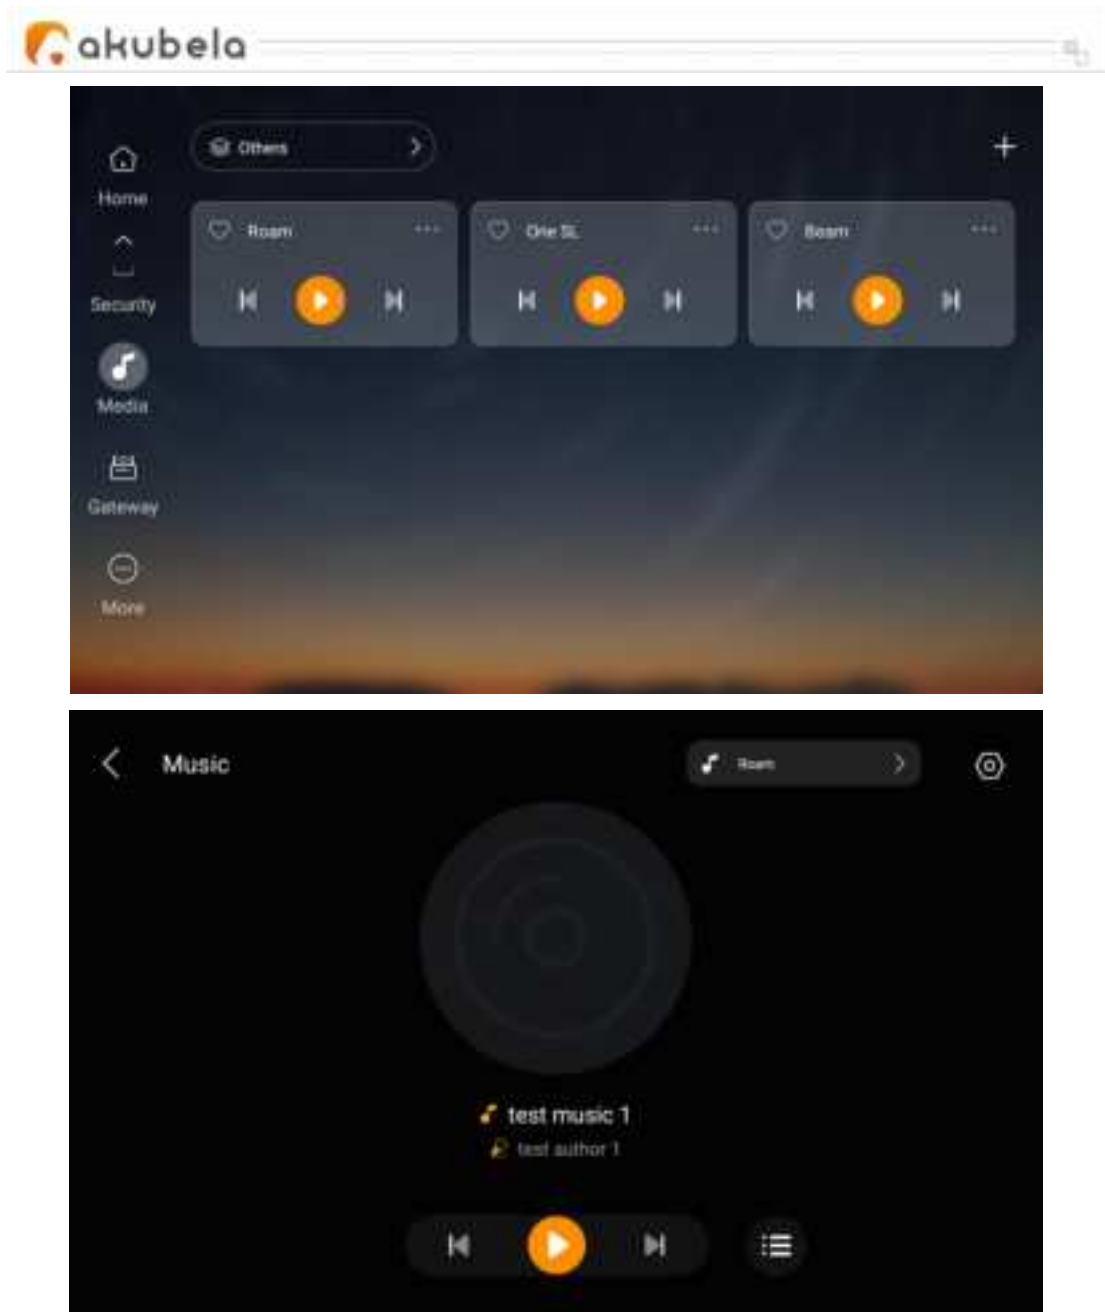 akubela
Others
Home
Roam
One SL
Beam
Security
Media
Gateway
More
Music
Roam
test music 1
test author 1